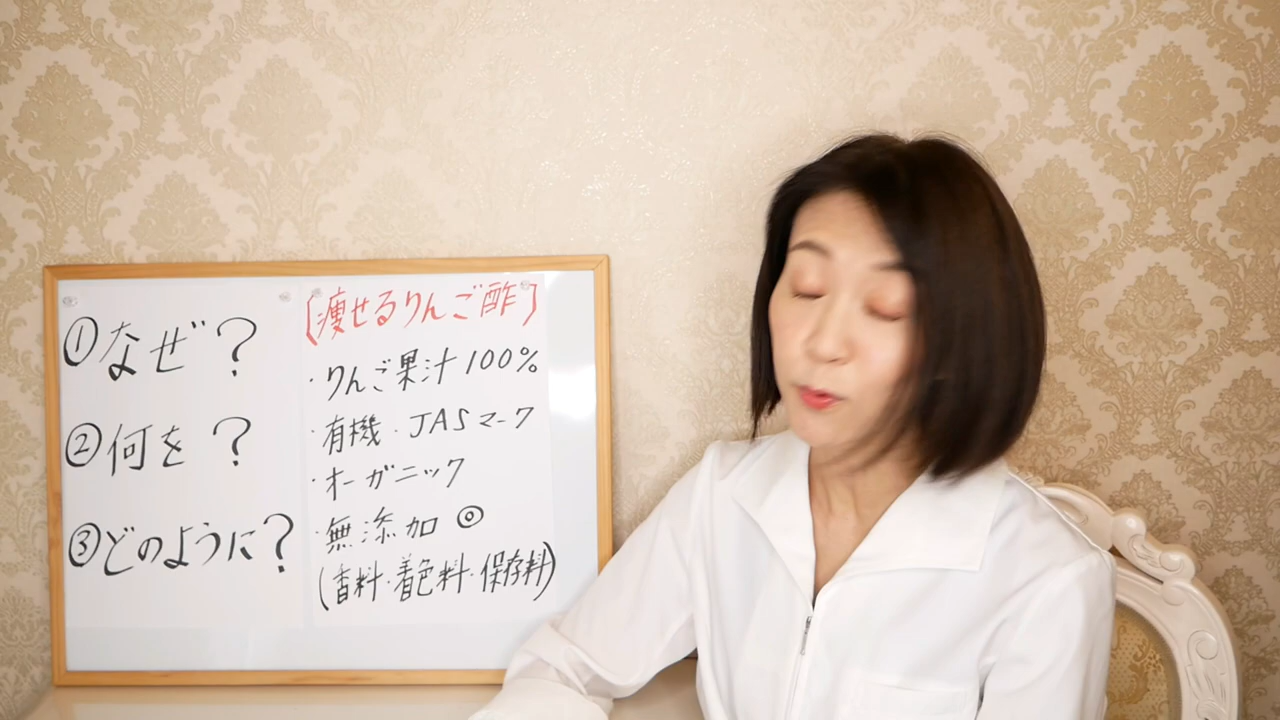 ①なぜ?
②何を?
③どのように?
[痩せるりんご酢]
・りんご果汁100%
・有機・JASマーク
・オーガニック
・無添加◎
(香料・着色料・保存料)